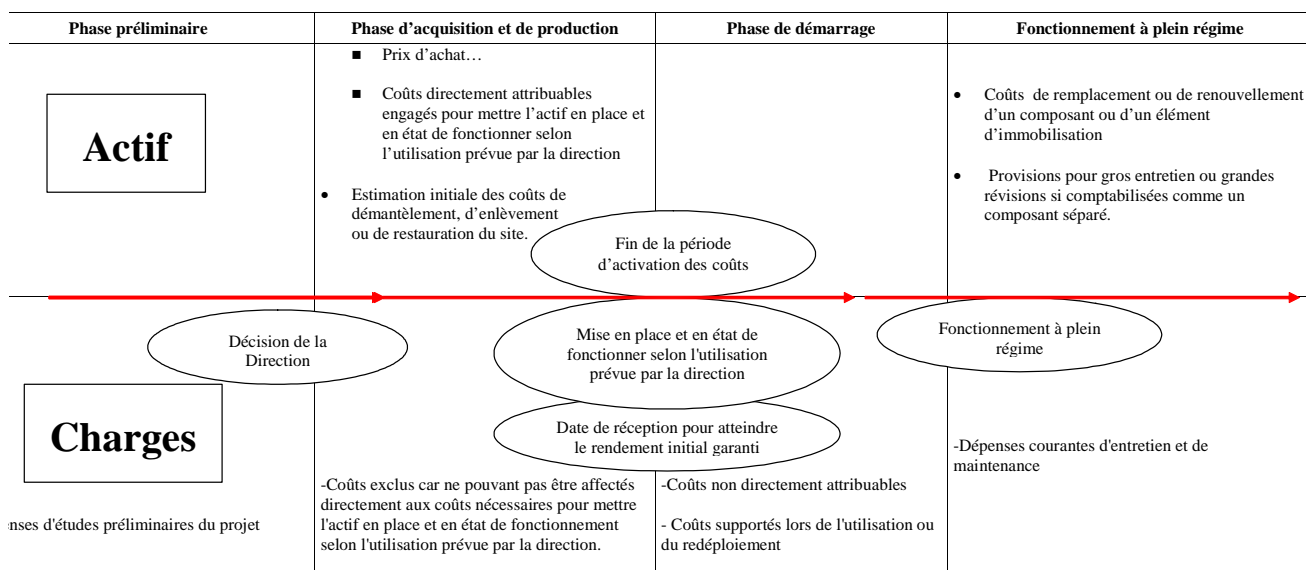 Phase préliminaire
Phase d’acquisition et de production
Phase de démarrage
Fonctionnement à plein régime
Actif
■ Prix d’achat…
■ Coûts directement attribuables
engagés pour mettre l’actif en place et
en état de fonctionner selon
l’utilisation prévue par la direction
• Estimation initiale des coûts de
démantèlement, d’enlèvement
ou de restauration du site.
• Coûts de remplacement ou de renouvellement
d’un composant ou d’un élément
d’immobilisation
• Provisions pour gros entretien ou grandes
révisions si comptabilisées comme un
composant séparé.
Fin de la période
d’activation des coûts
Décision de la
Direction
Mise en place et en état de
fonctionner selon l'utilisation
prévue par la direction
Fonctionnement à plein
régime
Charges
Date de réception pour atteindre
le rendement initial garanti
enses d'études préliminaires du projet
-Coûts exclus car ne pouvant pas être affectés
directement aux coûts nécessaires pour mettre
l'actif en place et en état de fonctionnement
selon l'utilisation prévue par la direction.
-Coûts non directement attribuables
- Coûts supportés lors de l'utilisation ou
du redéploiement
-Dépenses courantes d'entretien et de
maintenance